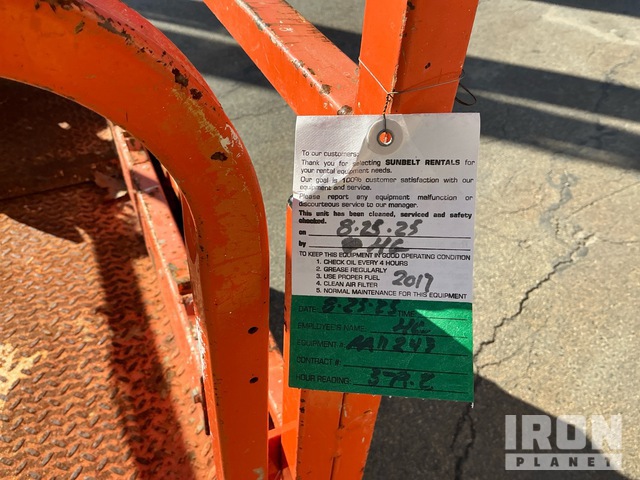 To our customers:
Thank you for selecting SUNBELT RENTALS for
your rental equipment needs.
Our goal is 100% customer satisfaction with our
equipment and service.
Please report any equipment malfunction or
discourteous service to our manager.
This unit has been cleaned, serviced and safety
checked.
on 8-25-25
by HC
TO KEEP THIS EQUIPMENT IN GOOD OPERATING CONDITION
1. CHECK OIL EVERY 4 HOURS
2. GREASE REGULARLY
3. USE PROPER FUEL 2017
4. CLEAN AIR FILTER
5. NORMAL MAINTENANCE FOR THIS EQUIPMENT
DATE: 8-25-25 TIME:
EMPLOYEE'S NAME: HC
EQUIPMENT #:
CONTRACT #:
HOUR READING:
IRON
PLANET